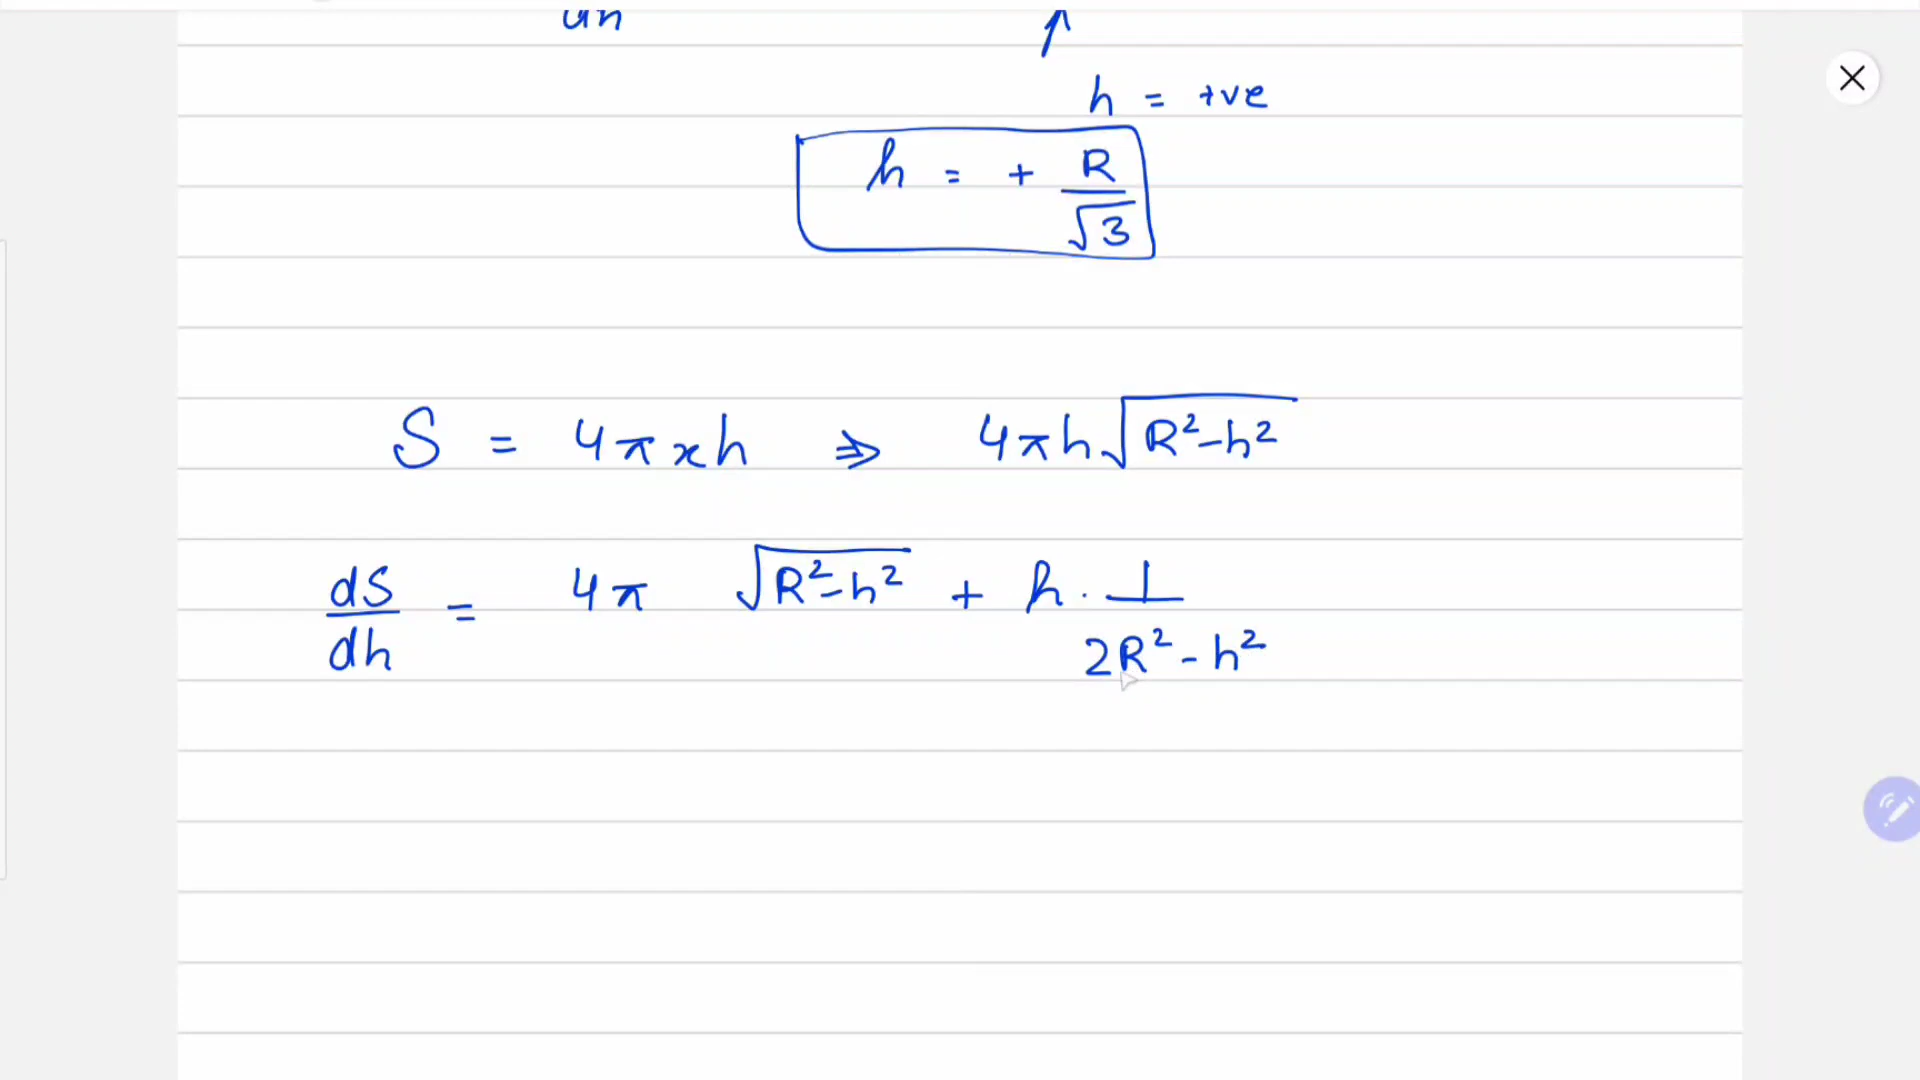 h = +ve
h = + R/√3
S = 4πxh ⇒ 4πh√R²-h²
dS/dh = 4π √R²-h² + h · 1/2R²-h²